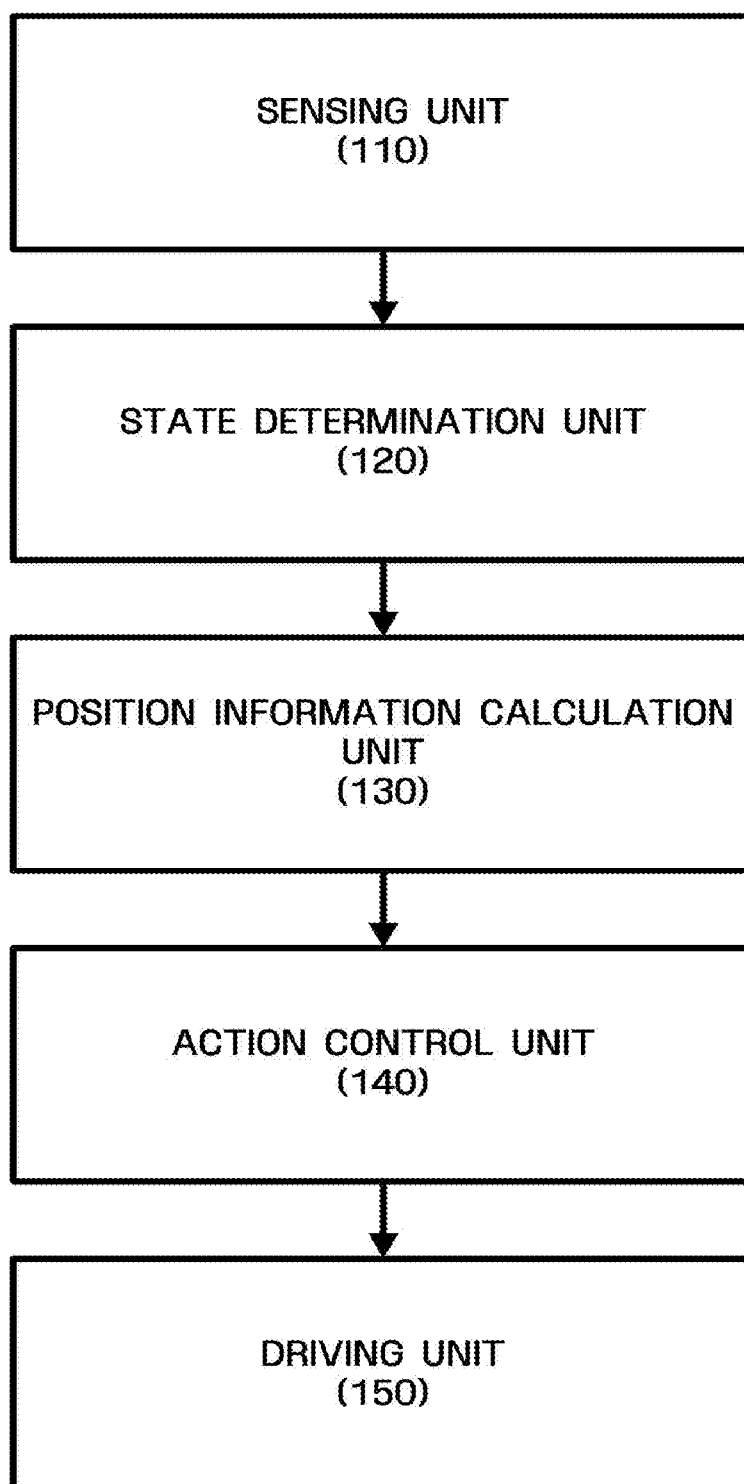 SENSING UNIT
(110)
STATE DETERMINATION UNIT
(120)
POSITION INFORMATION CALCULATION
UNIT
(130)
ACTION CONTROL UNIT
(140)
DRIVING UNIT
(150)